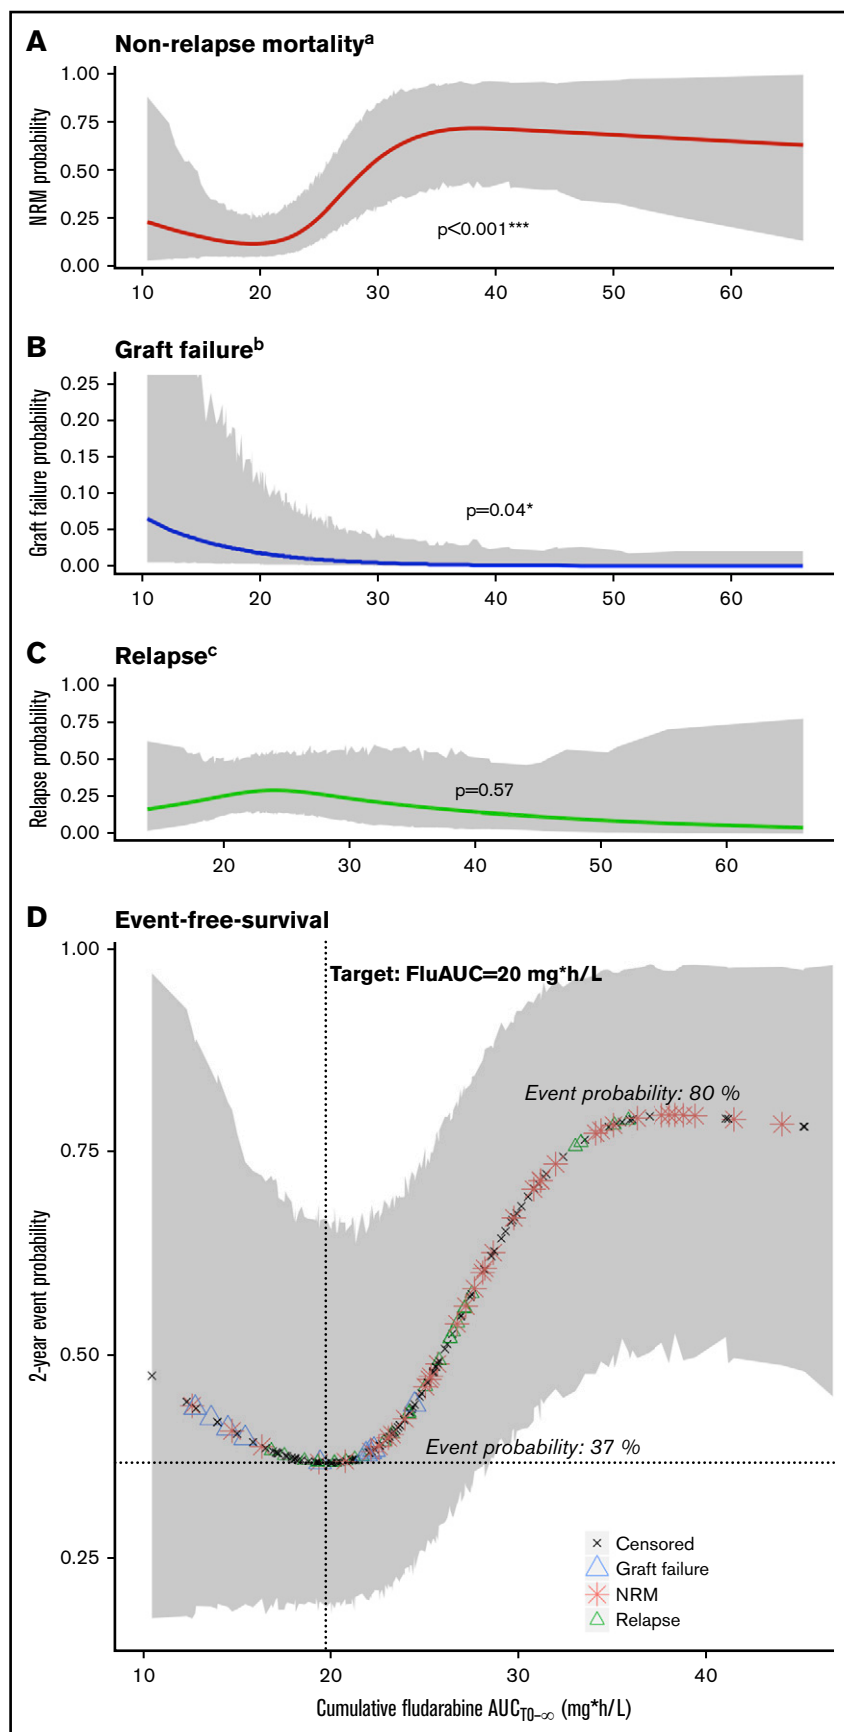 A Non-relapse mortalityᵃ
NRM probability
1.00
0.75
0.50
0.25
0.00
p<0.001***
10 20 30 40 50 60
B Graft failureᵇ
Graft failure probability
0.25
0.20
0.15
0.10
0.05
0.00
p=0.04*
10 20 30 40 50 60
C Relapseᶜ
Relapse probability
1.00
0.75
0.50
0.25
0.00
p=0.57
20 30 40 50 60
D Event-free-survival
2-year event probability
1.00
Target: FluAUC=20 mg*h/L
Event probability: 80 %
0.75
0.50
Event probability: 37 %
0.25
Censored
Graft failure
NRM
Relapse
10 20 30 40
Cumulative fludarabine AUC_T0–∞ (mg*h/L)